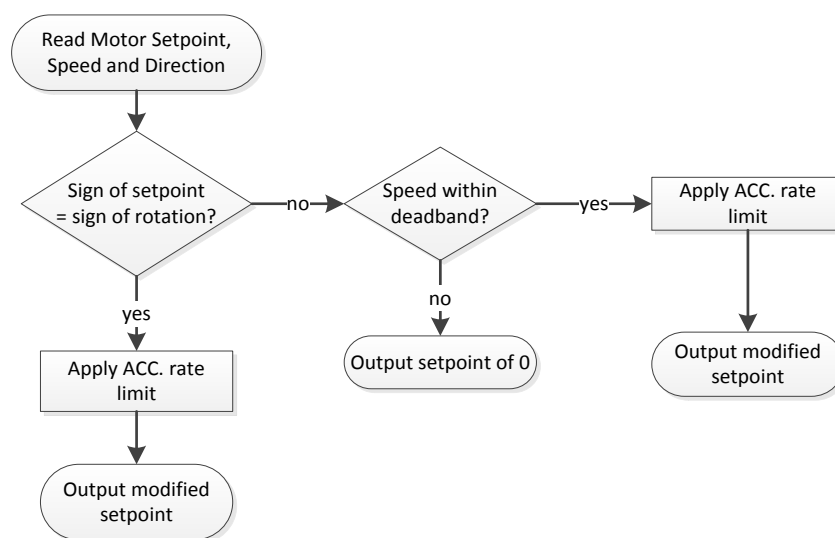 Read Motor Setpoint,
Speed and Direction
Sign of setpoint
= sign of rotation?
no
Speed within
deadband?
yes
Apply ACC. rate
limit
yes
no
Output setpoint of 0
Output modified
setpoint
Apply ACC. rate
limit
Output modified
setpoint